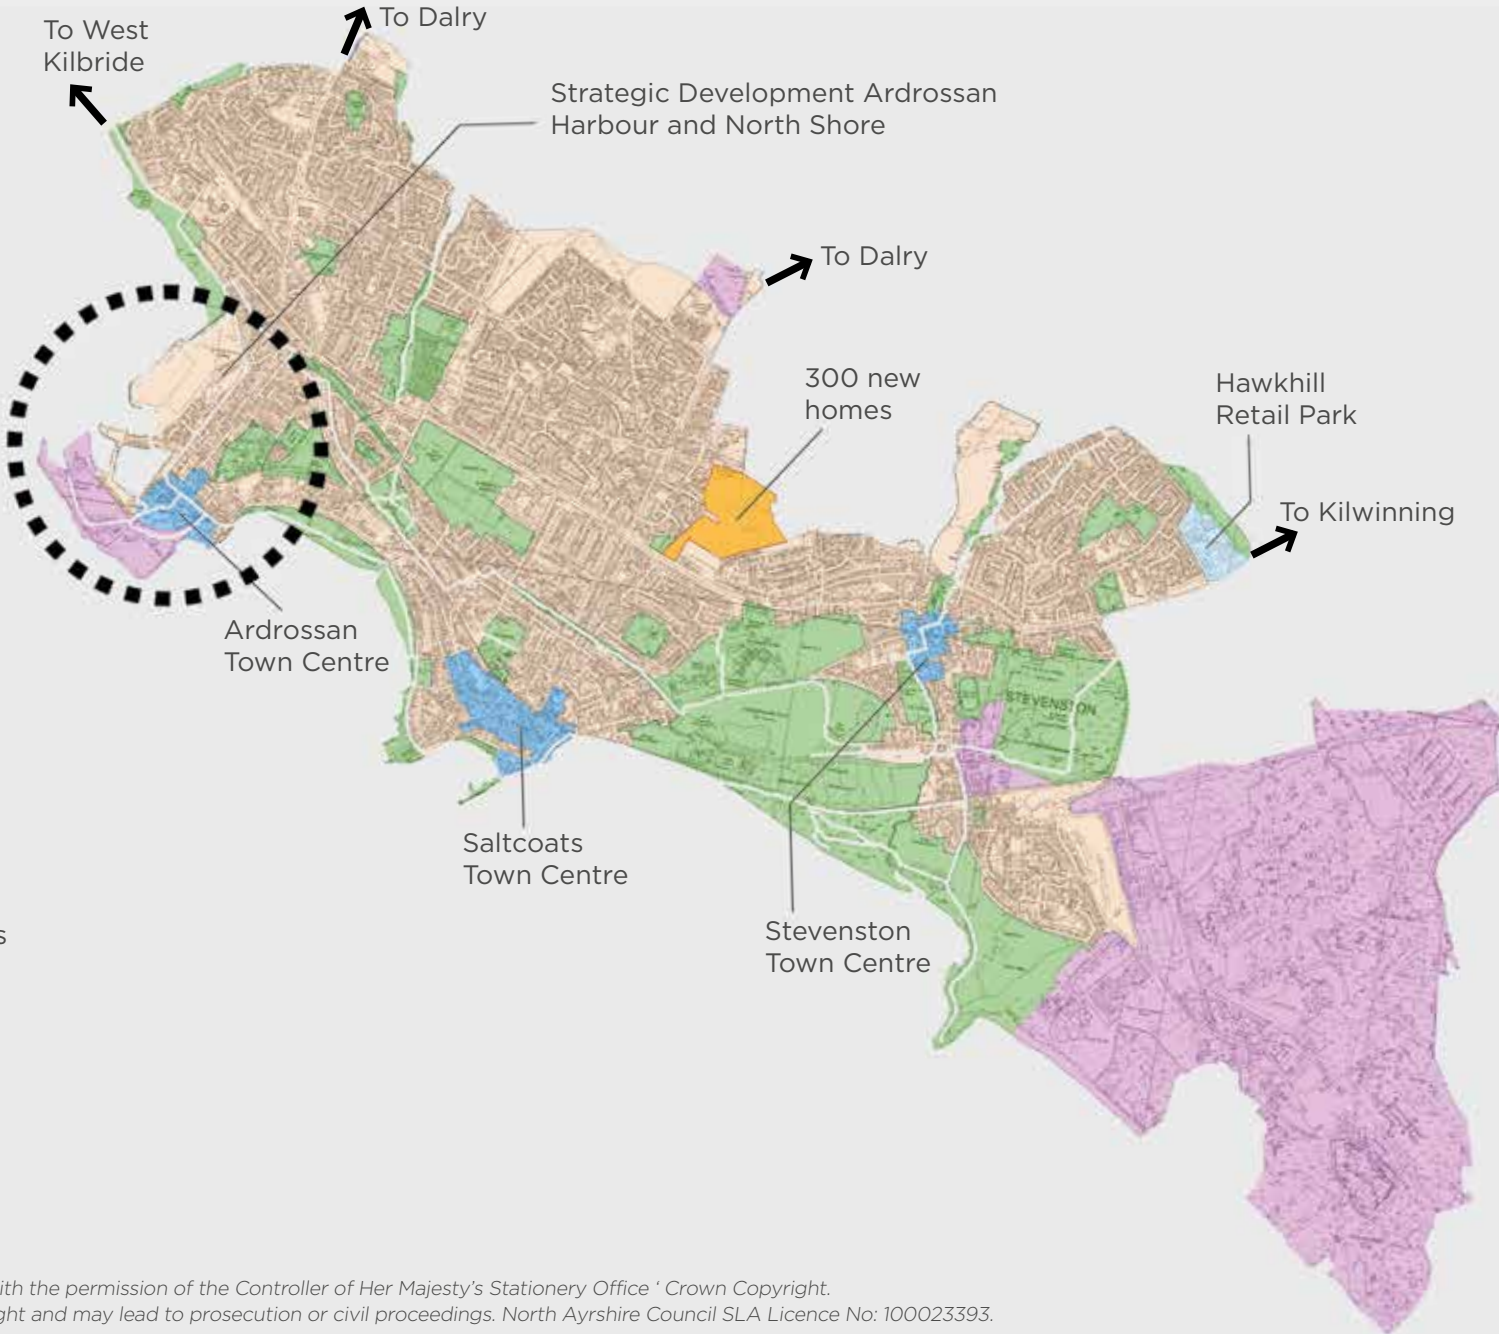 To West
Kilbride
To Dalry
Strategic Development Ardrossan
Harbour and North Shore
To Dalry
300 new
homes
Hawkhill
Retail Park
To Kilwinning
Ardrossan
Town Centre
STEVENSTON
Saltcoats
Town Centre
Stevenston
Town Centre
s
ith the permission of the Controller of Her Majesty's Stationery Office ‘ Crown Copyright.
ght and may lead to prosecution or civil proceedings. North Ayrshire Council SLA Licence No: 100023393.